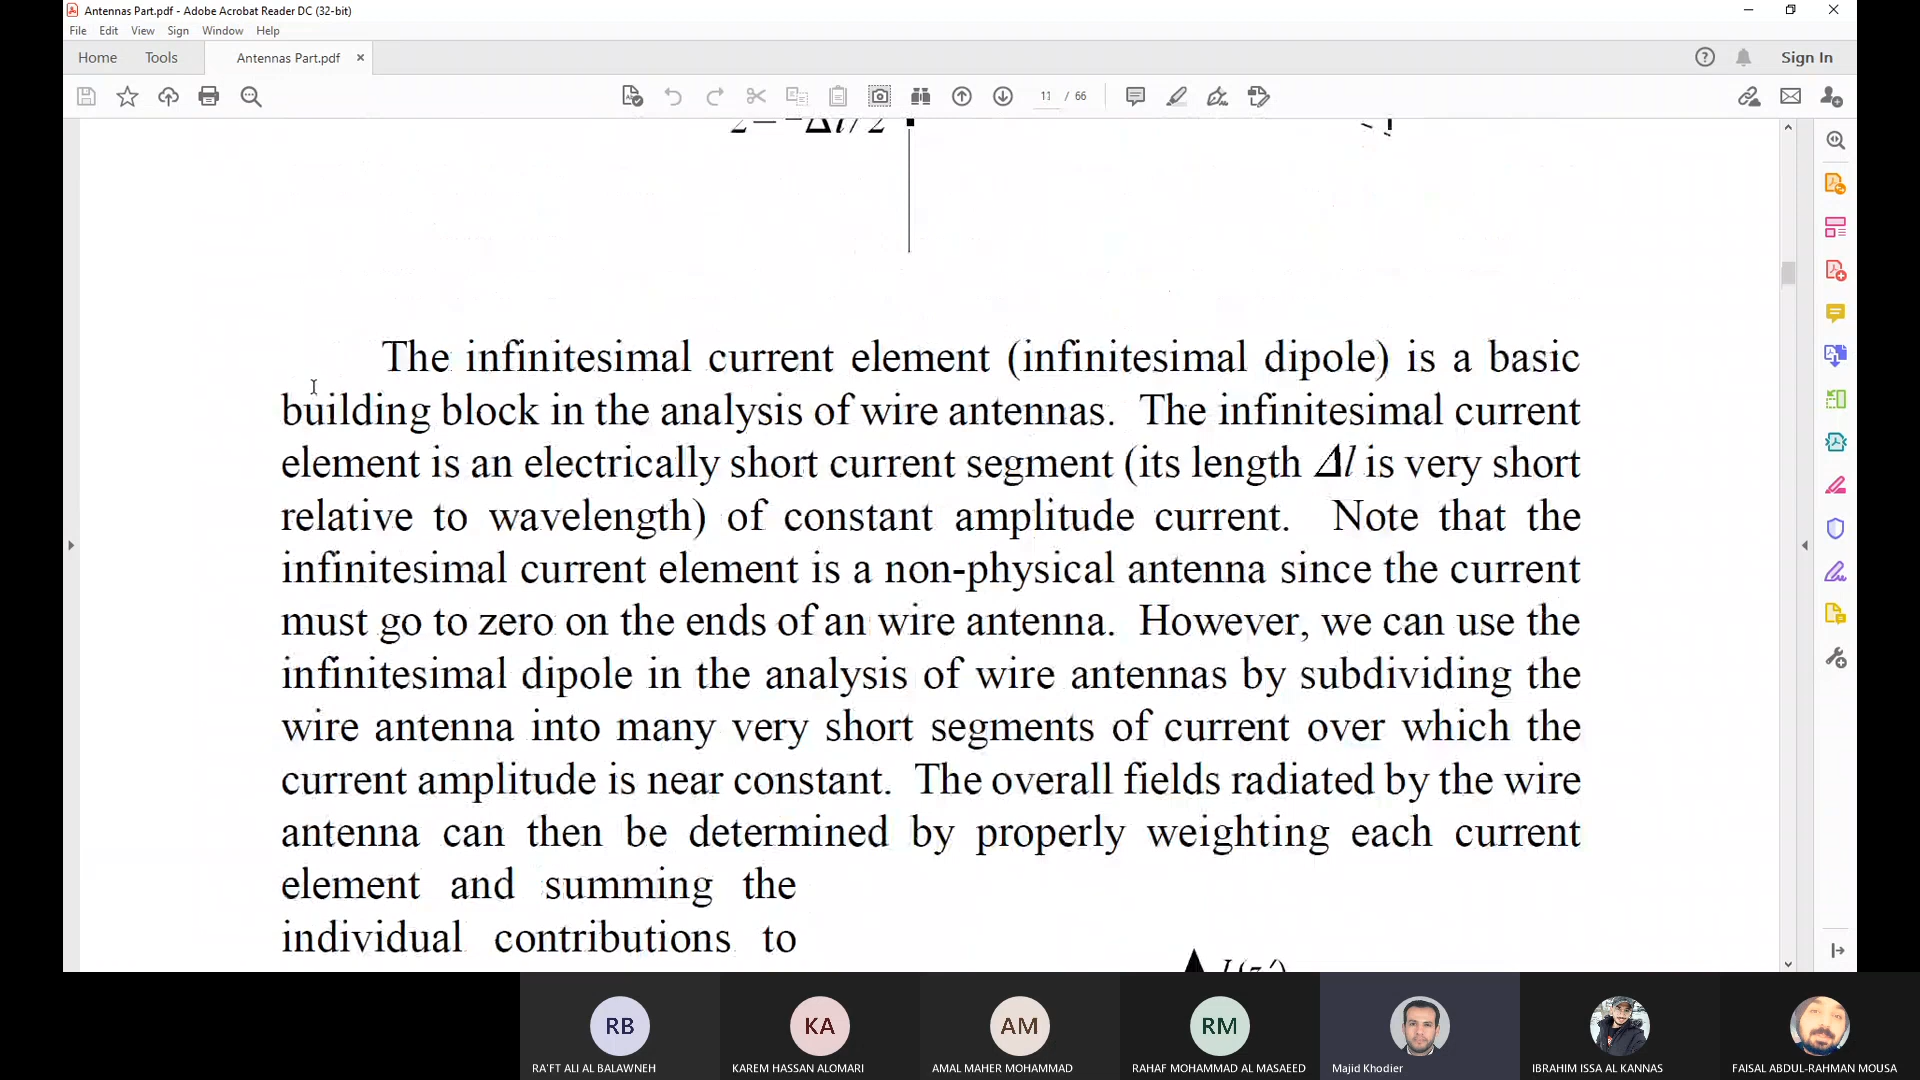 Antennas Part.pdf - Adobe Acrobat Reader DC (32-bit)
File Edit View Sign Window Help
Home Tools Antennas Part.pdf × Sign In
11 / 66
z = -Δl/2
The infinitesimal current element (infinitesimal dipole) is a basic
building block in the analysis of wire antennas. The infinitesimal current
element is an electrically short current segment (its length Δl is very short
relative to wavelength) of constant amplitude current. Note that the
infinitesimal current element is a non-physical antenna since the current
must go to zero on the ends of an wire antenna. However, we can use the
infinitesimal dipole in the analysis of wire antennas by subdividing the
wire antenna into many very short segments of current over which the
current amplitude is near constant. The overall fields radiated by the wire
antenna can then be determined by properly weighting each current
element and summing the
individual contributions to
I(z′)
RB KA AM RM
RA'FT ALI AL BALAWNEH KAREM HASSAN ALOMARI AMAL MAHER MOHAMMAD RAHAF MOHAMMAD AL MASAEED Majid Khodier IBRAHIM ISSA AL KANNAS FAISAL ABDUL-RAHMAN MOUSA